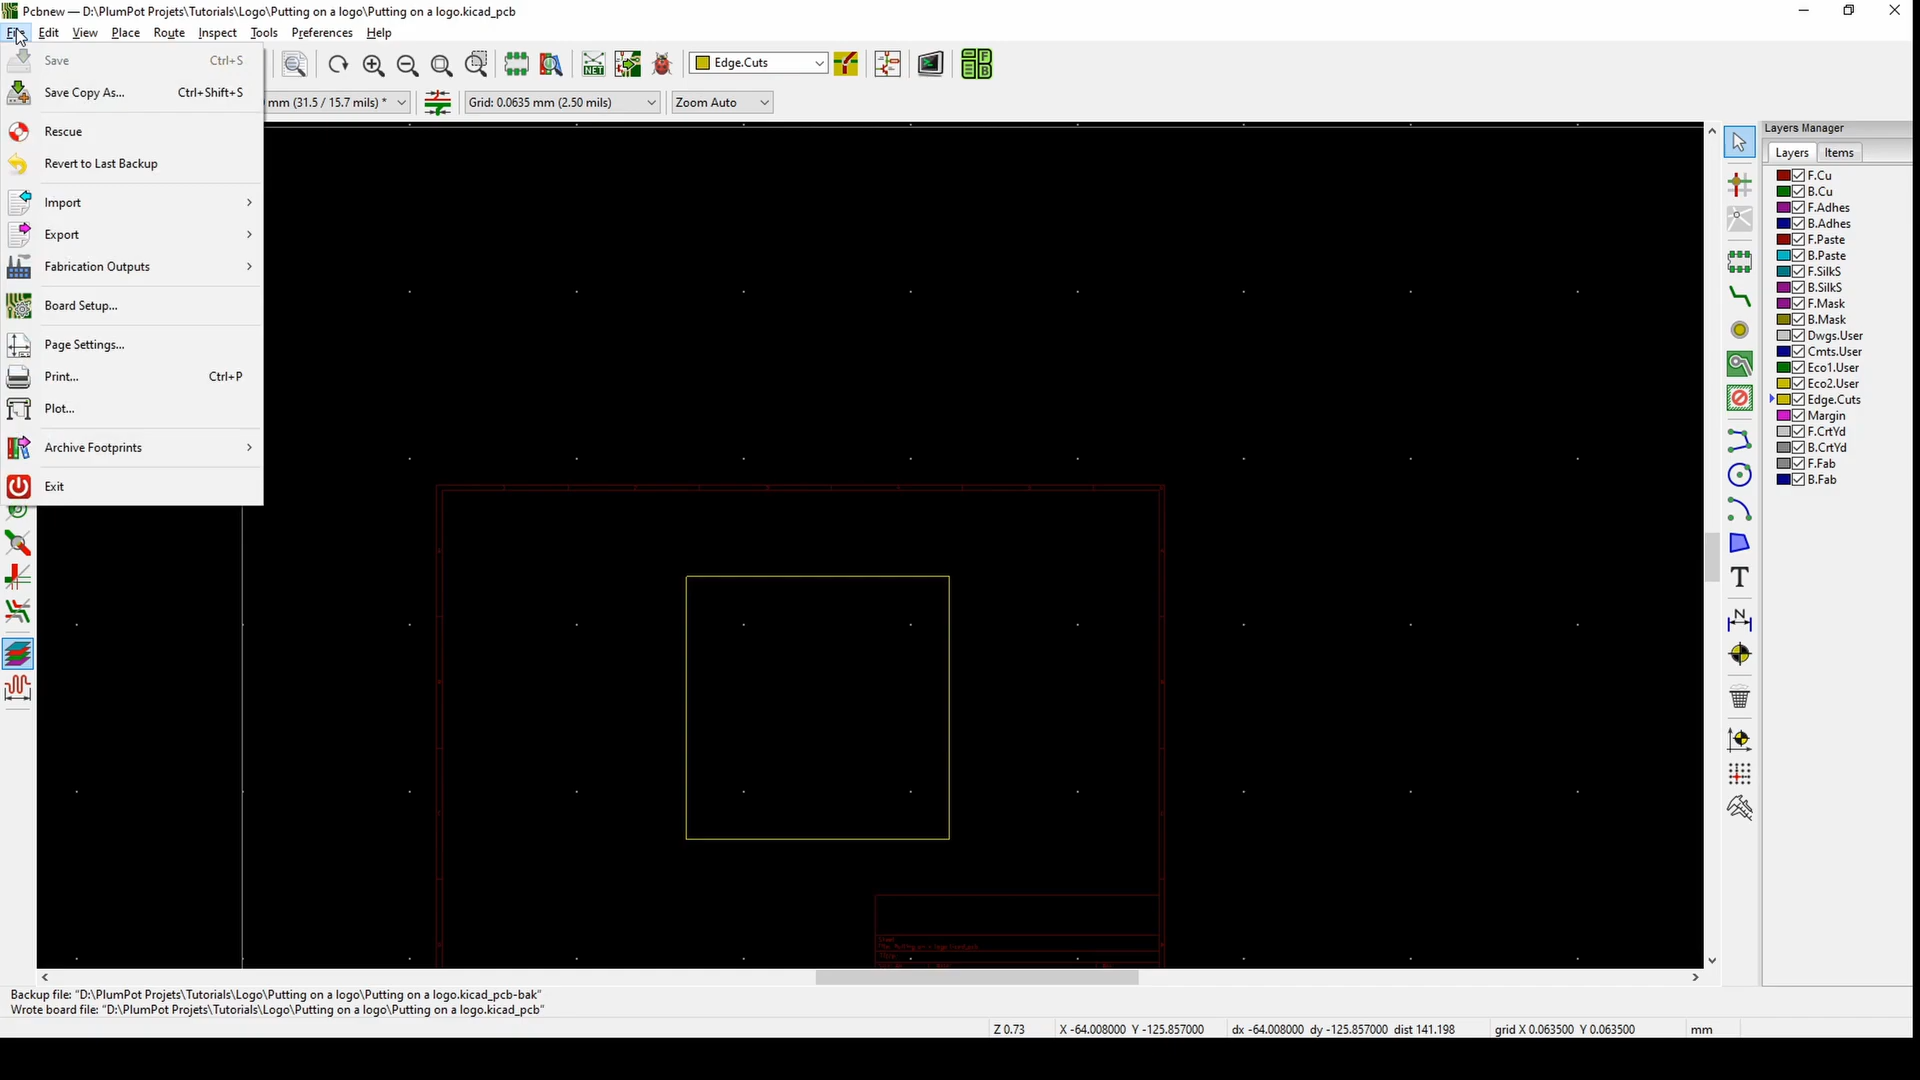 Pcbnew — D:\PlumPot Projets\Tutorials\Logo\Putting on a logo\Putting on a logo.kicad_pcb
Edit View Place Route Inspect Tools Preferences Help
Save Ctrl+S
Save Copy As... Ctrl+Shift+S
Rescue
Revert to Last Backup
Import
Export
Fabrication Outputs
Board Setup...
Page Settings...
Print... Ctrl+P
Plot...
Archive Footprints
Exit
NET
Edge.Cuts
mm (31.5 / 15.7 mils) *
Grid: 0.0635 mm (2.50 mils)
Zoom Auto
Layers Manager
Layers Items
F.Cu
B.Cu
F.Adhes
B.Adhes
F.Paste
B.Paste
F.SilkS
B.SilkS
F.Mask
B.Mask
Dwgs.User
Cmts.User
Eco1.User
Eco2.User
Edge.Cuts
Margin
F.CrtYd
B.CrtYd
F.Fab
B.Fab
Backup file: "D:\PlumPot Projets\Tutorials\Logo\Putting on a logo\Putting on a logo.kicad_pcb-bak"
Wrote board file: "D:\PlumPot Projets\Tutorials\Logo\Putting on a logo\Putting on a logo.kicad_pcb"
Z 0.73 X -64.008000 Y -125.857000 dx -64.008000 dy -125.857000 dist 141.198 grid X 0.063500 Y 0.063500 mm